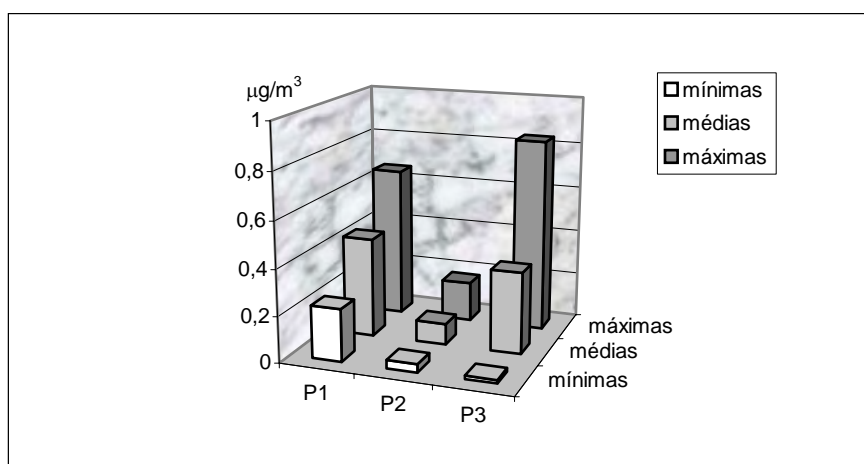 μg/m³
1
0,8
0,6
0,4
0,2
0
P1
P2
P3
máximas
médias
mínimas
mínimas
médias
máximas